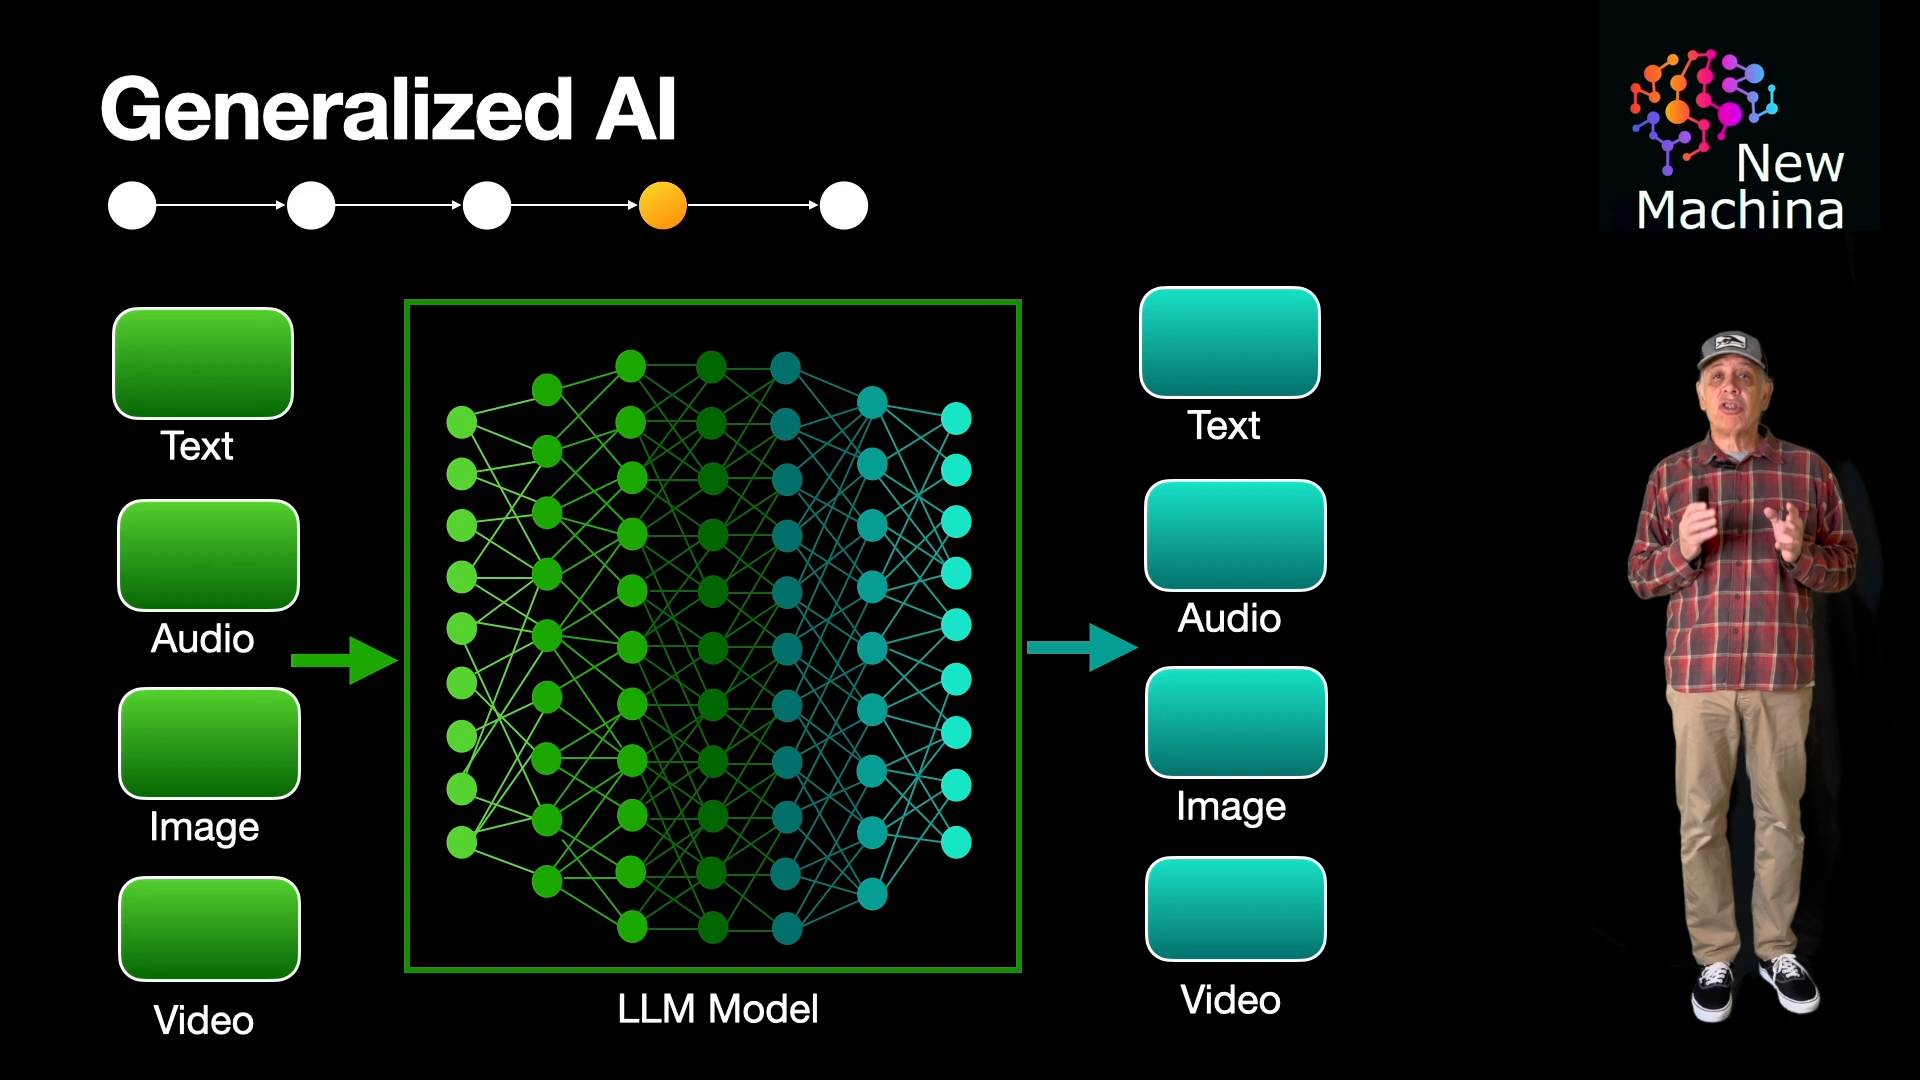 Generalized AI
New
Machina
Text
Audio
Image
Video
LLM Model
Text
Audio
Image
Video